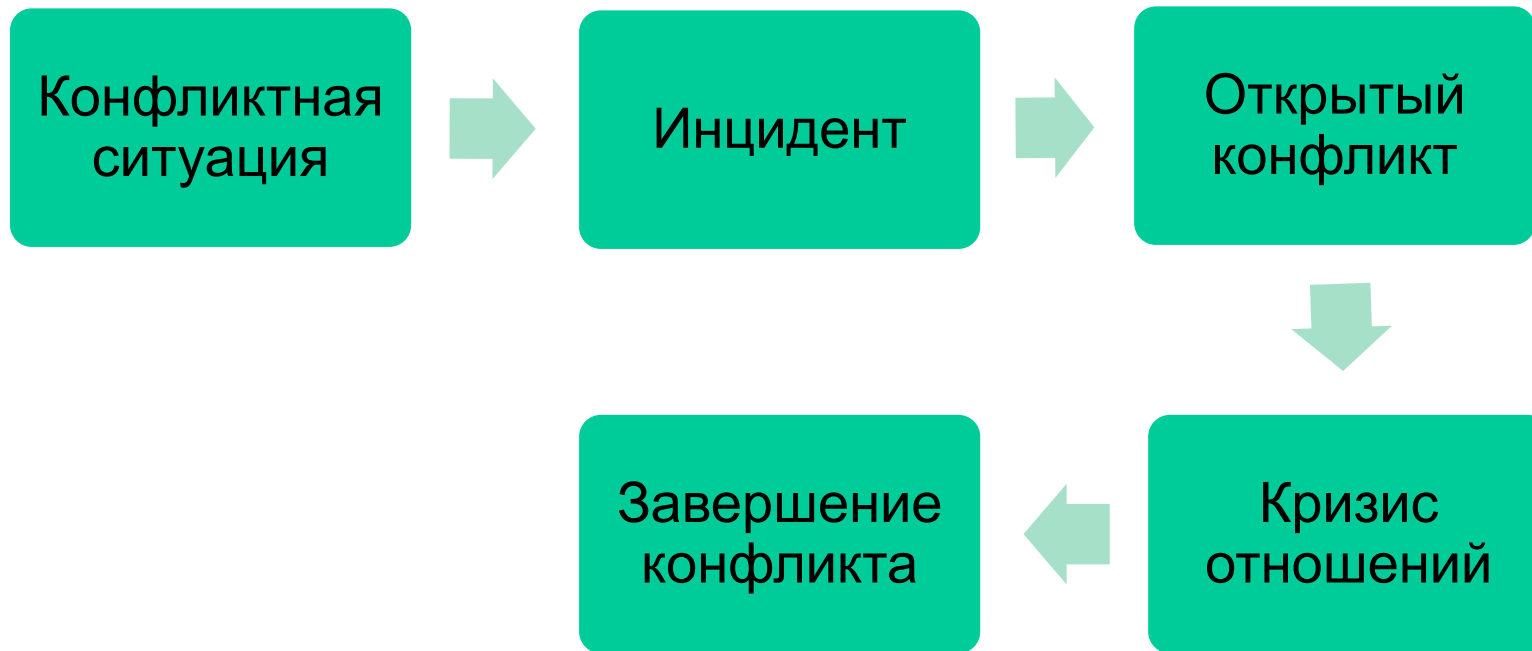 Конфликтная
ситуация
Инцидент
Открытый
конфликт
Кризис
отношений
Завершение
конфликта